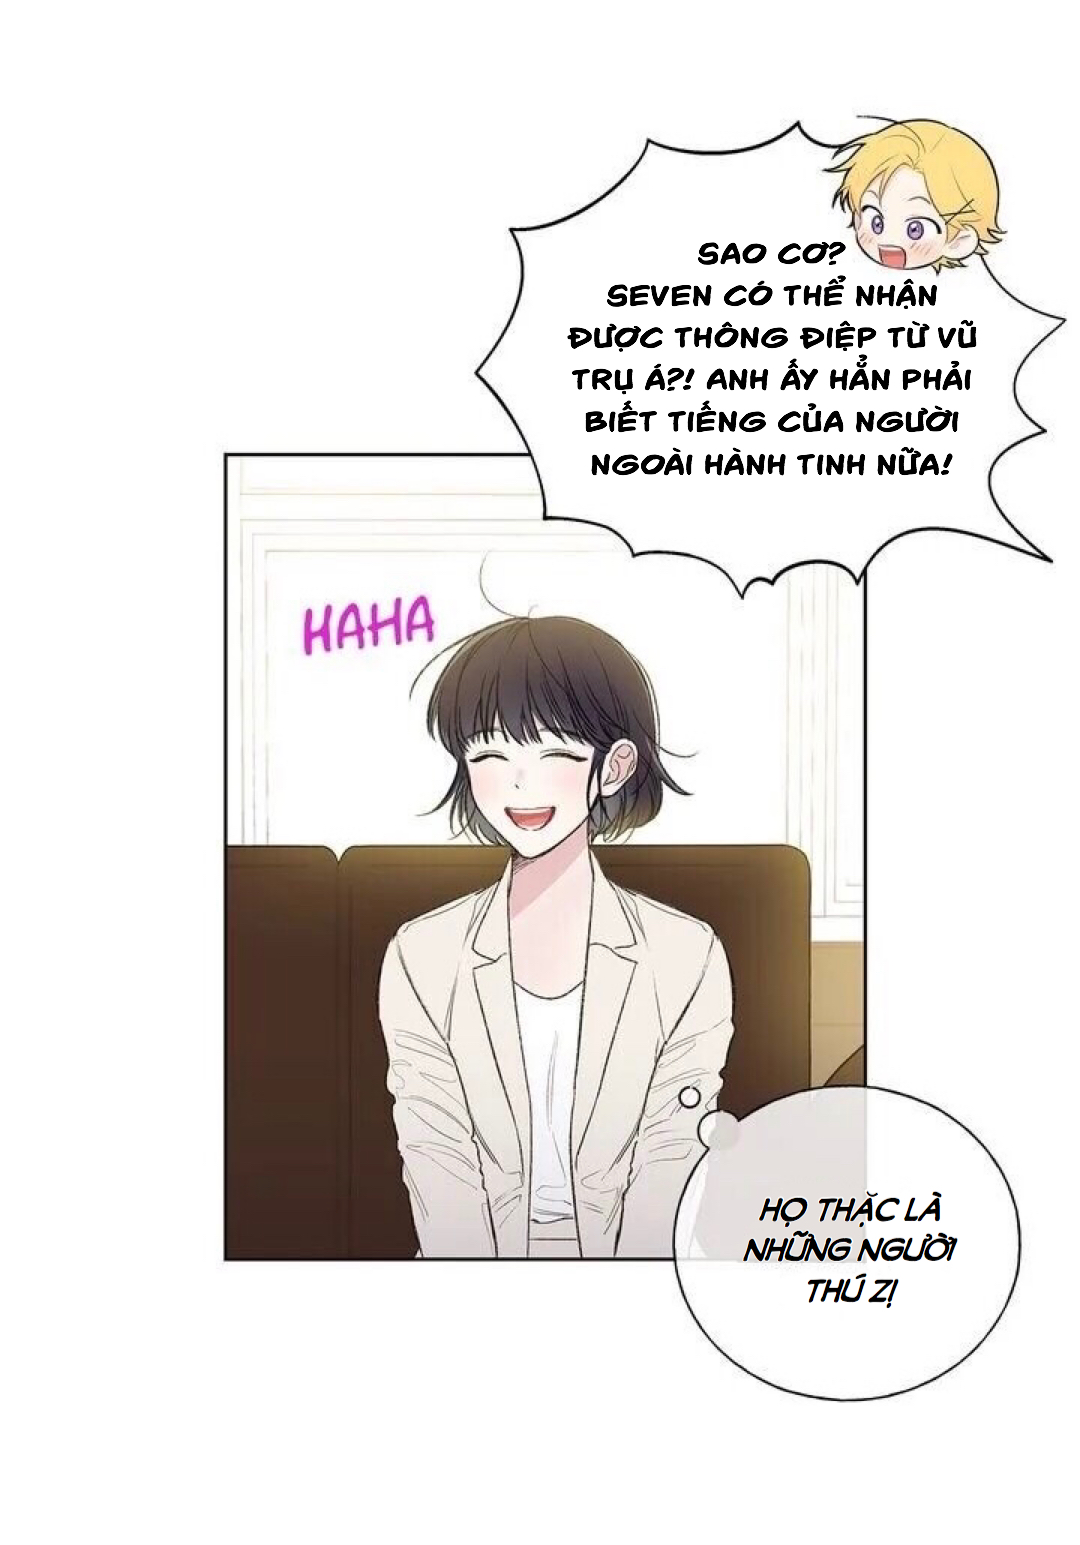 SAO CƠ?
SEVEN CÓ THỂ NHẬN
ĐƯỢC THÔNG ĐIỆP TỪ VŨ
TRỤ Á?! ANH ẤY HẲN PHẢI
BIẾT TIẾNG CỦA NGƯỜI
NGOÀI HÀNH TINH NỮA!
HAHA
HỌ THẶC LÀ
NHỮNG NGƯỜI
THÚ ZỊ